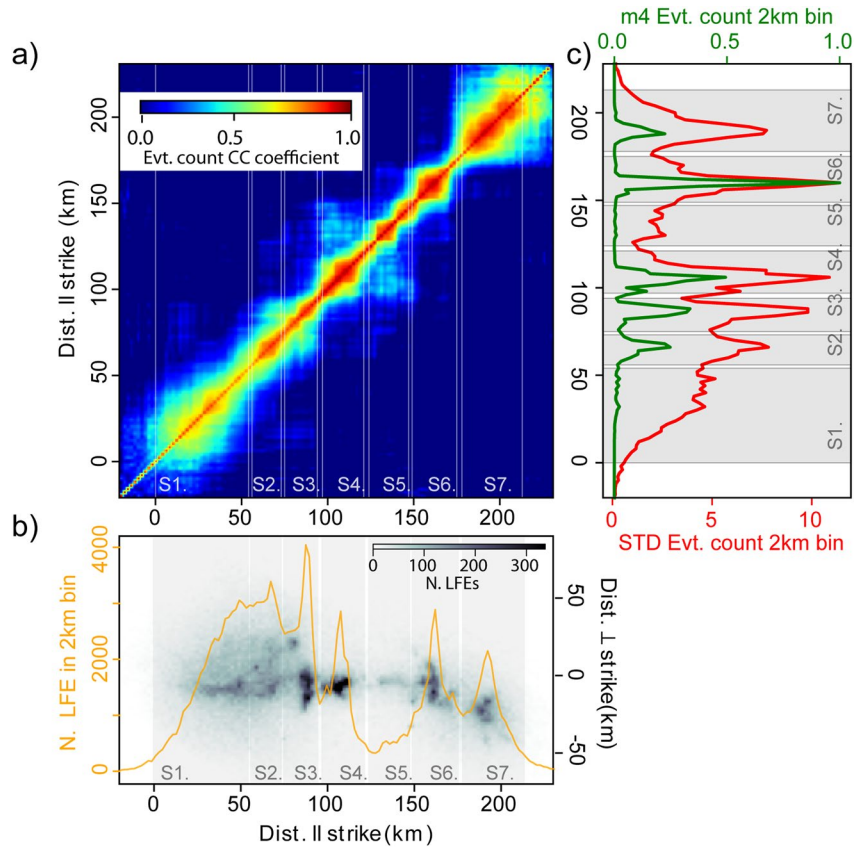 a)
0.0 0.5 1.0
Evt. count CC coefficient
Dist. || strike (km)
200
150
100
50
0
S1. S2. S3. S4. S5. S6. S7.
0 50 100 150 200
m4 Evt. count 2km bin
0.0 0.5 1.0
c)
200
150
100
50
0
S7.
S6.
S5.
S4.
S3.
S2.
S1.
0 5 10
STD Evt. count 2km bin
b)
N. LFE in 2km bin
4000
2000
0
0 100 200 300
N. LFEs
50
0
-50
Dist. ⊥ strike(km)
S1. S2. S3. S4. S5. S6. S7.
0 50 100 150 200
Dist. || strike(km)